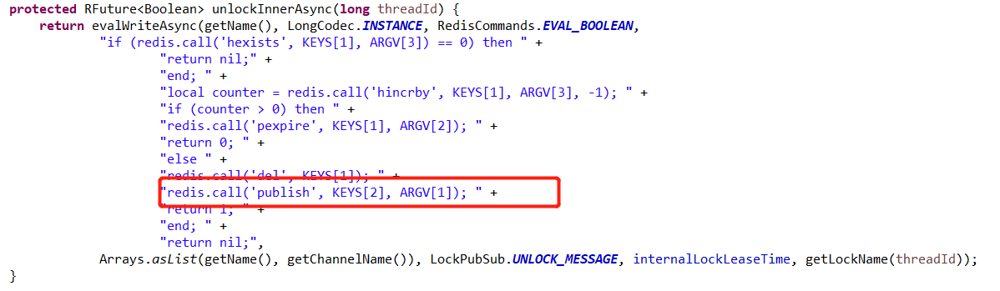 protected RFuture<Boolean> unlockInnerAsync(long threadId) {
return evalWriteAsync(getName(), LongCodec.INSTANCE, RedisCommands.EVAL_BOOLEAN,
"if (redis.call('hexists', KEYS[1], ARGV[3]) == 0) then " +
"return nil;" +
"end; " +
"local counter = redis.call('hincrby', KEYS[1], ARGV[3], -1); " +
"if (counter > 0) then " +
"redis.call('pexpire', KEYS[1], ARGV[2]); " +
"return 0; " +
"else " +
"redis.call('del', KEYS[1]); " +
"redis.call('publish', KEYS[2], ARGV[1]); " +
"return 1; " +
"end; " +
"return nil;",
Arrays.asList(getName(), getChannelName()), LockPubSub.UNLOCK_MESSAGE, internalLockLeaseTime, getLockName(threadId));
}